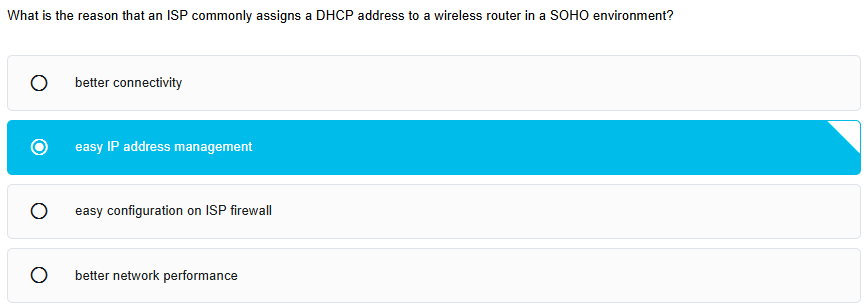 What is the reason that an ISP commonly assigns a DHCP address to a wireless router in a SOHO environment?
better connectivity
easy IP address management
easy configuration on ISP firewall
better network performance